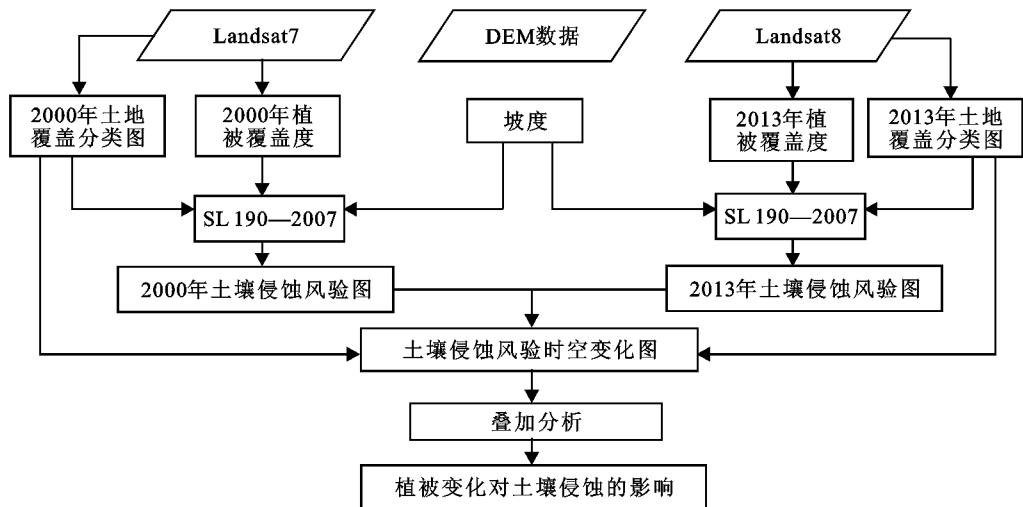 Landsat7
DEM数据
Landsat8
2000年土地
覆盖分类图
2000年植
被覆盖度
坡度
2013年植
被覆盖度
2013年土地
覆盖分类图
SL 190—2007
SL 190—2007
2000年土壤侵蚀风验图
2013年土壤侵蚀风验图
土壤侵蚀风验时空变化图
叠加分析
植被变化对土壤侵蚀的影响